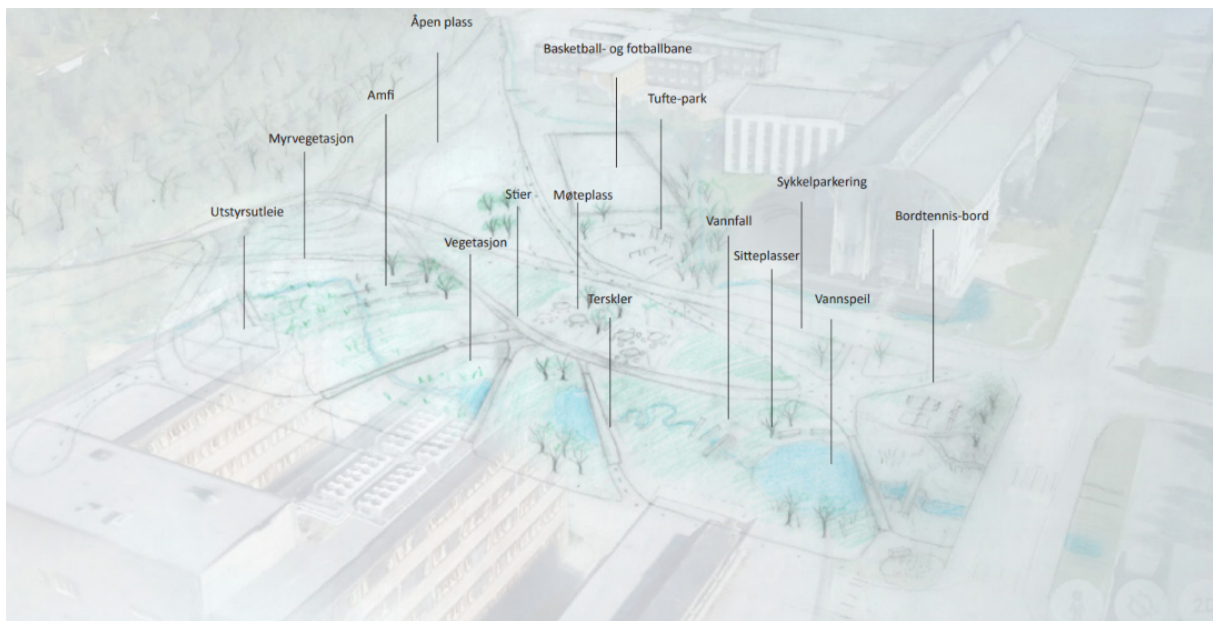 Åpen plass
Basketball- og fotballbane
Amfi
Tufte-park
Myrvegetasjon
Sykkelparkering
Stier
Møteplass
Utstyrsutleie
Vannfall
Bordtennis-bord
Vegetasjon
Sitteplasser
Terskler
Vannspeil
2D